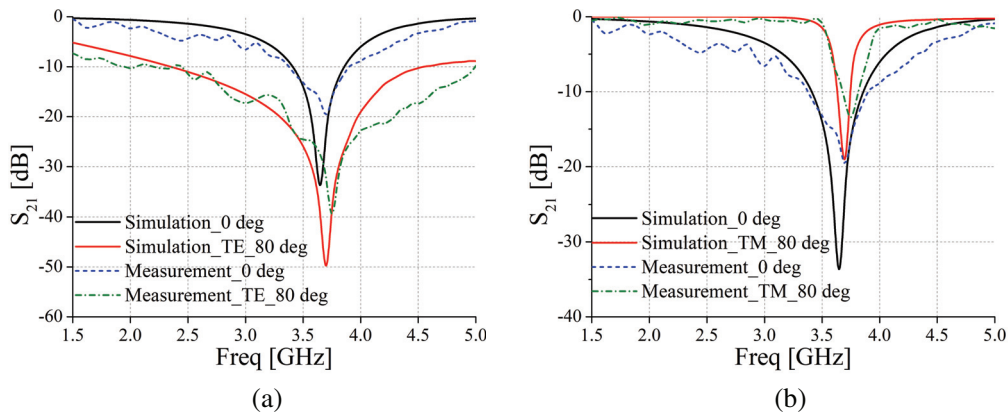 0
-10
-20
-30
-40
-50
-60
S21 [dB]
Simulation_0 deg
Simulation_TE_80 deg
Measurement_0 deg
Measurement_TE_80 deg
1.5 2.0 2.5 3.0 3.5 4.0 4.5 5.0
Freq [GHz]
(a)
0
-10
-20
-30
-40
S21 [dB]
Simulation_0 deg
Simulation_TM_80 deg
Measurement_0 deg
Measurement_TM_80 deg
1.5 2.0 2.5 3.0 3.5 4.0 4.5 5.0
Freq [GHz]
(b)